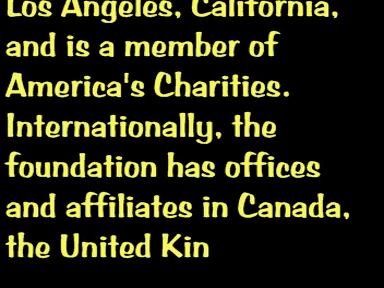 Los Angeles, California,
and is a member of
America's Charities.
Internationally, the
foundation has offices
and affiliates in Canada,
the United Kin